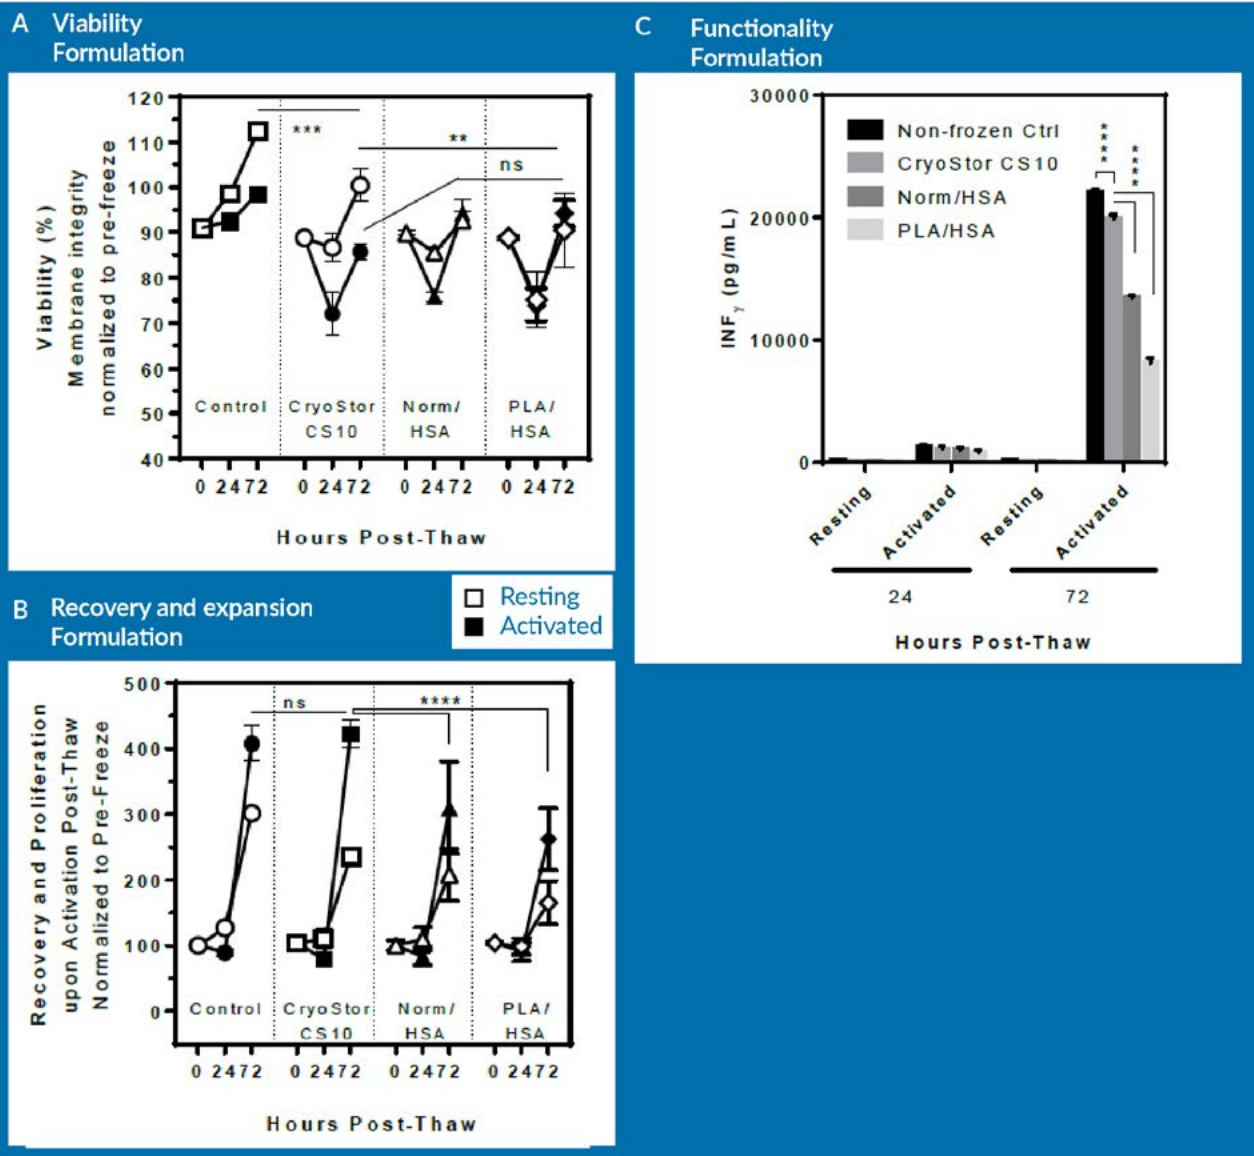 A Viability
Formulation
120
110
100
90
80
70
60
50
40
Viability (%)
Membrane integrity
normalized to pre-freeze
***
**
ns
Control
CryoStor
CS10
Norm/
HSA
PLA/
HSA
0 24 72 0 24 72 0 24 72 0 24 72
Hours Post-Thaw
B Recovery and expansion
Formulation
Resting
Activated
500
400
300
200
100
0
Recovery and Proliferation
upon Activation Post-Thaw
Normalized to Pre-Freeze
ns
****
Control
CryoStor
CS10
Norm/
HSA
PLA/
HSA
0 24 72 0 24 72 0 24 72 0 24 72
Hours Post-Thaw
C Functionality
Formulation
30000
20000
10000
0
INFγ (pg/mL)
Non-frozen Ctrl
CryoStor CS10
Norm/HSA
PLA/HSA
****
****
Resting
Activated
Resting
Activated
24 72
Hours Post-Thaw